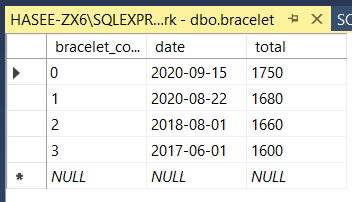 HASEE-ZX6\SQLEXPR...rk - dbo.bracelet SC
bracelet_co... date total
0 2020-09-15 1750
1 2020-08-22 1680
2 2018-08-01 1660
3 2017-06-01 1600
NULL NULL NULL